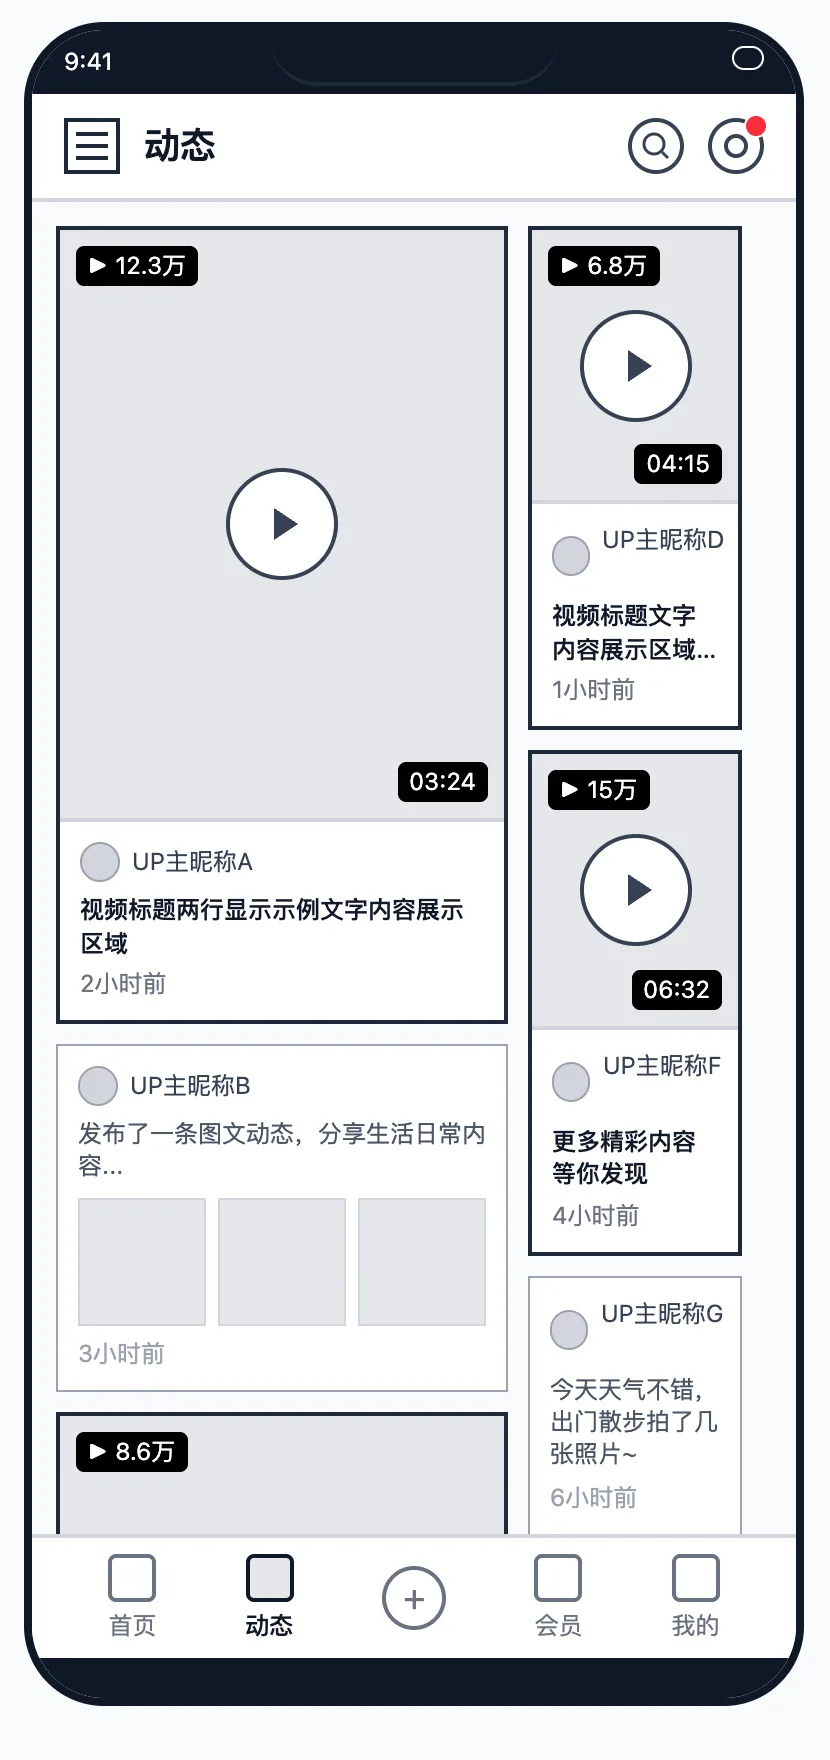 9:41
动态
12.3万
03:24
UP主昵称A
视频标题两行显示示例文字内容展示
区域
2小时前
UP主昵称B
发布了一条图文动态，分享生活日常内
容...
3小时前
8.6万
6.8万
04:15
UP主昵称D
视频标题文字
内容展示区域...
1小时前
15万
06:32
UP主昵称F
更多精彩内容
等你发现
4小时前
UP主昵称G
今天天气不错，
出门散步拍了几
张照片~
6小时前
首页
动态
+
会员
我的